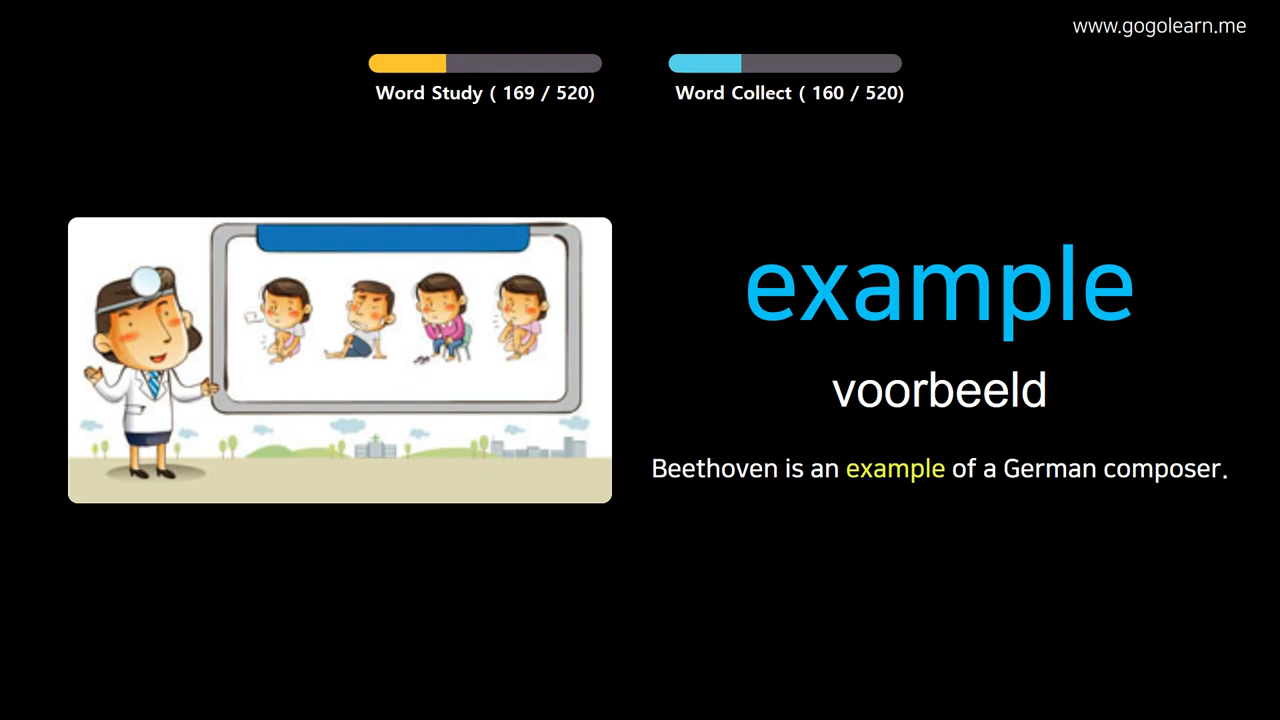 www.gogolearn.me
Word Study ( 169 / 520)
Word Collect ( 160 / 520)
example
voorbeeld
Beethoven is an example of a German composer.